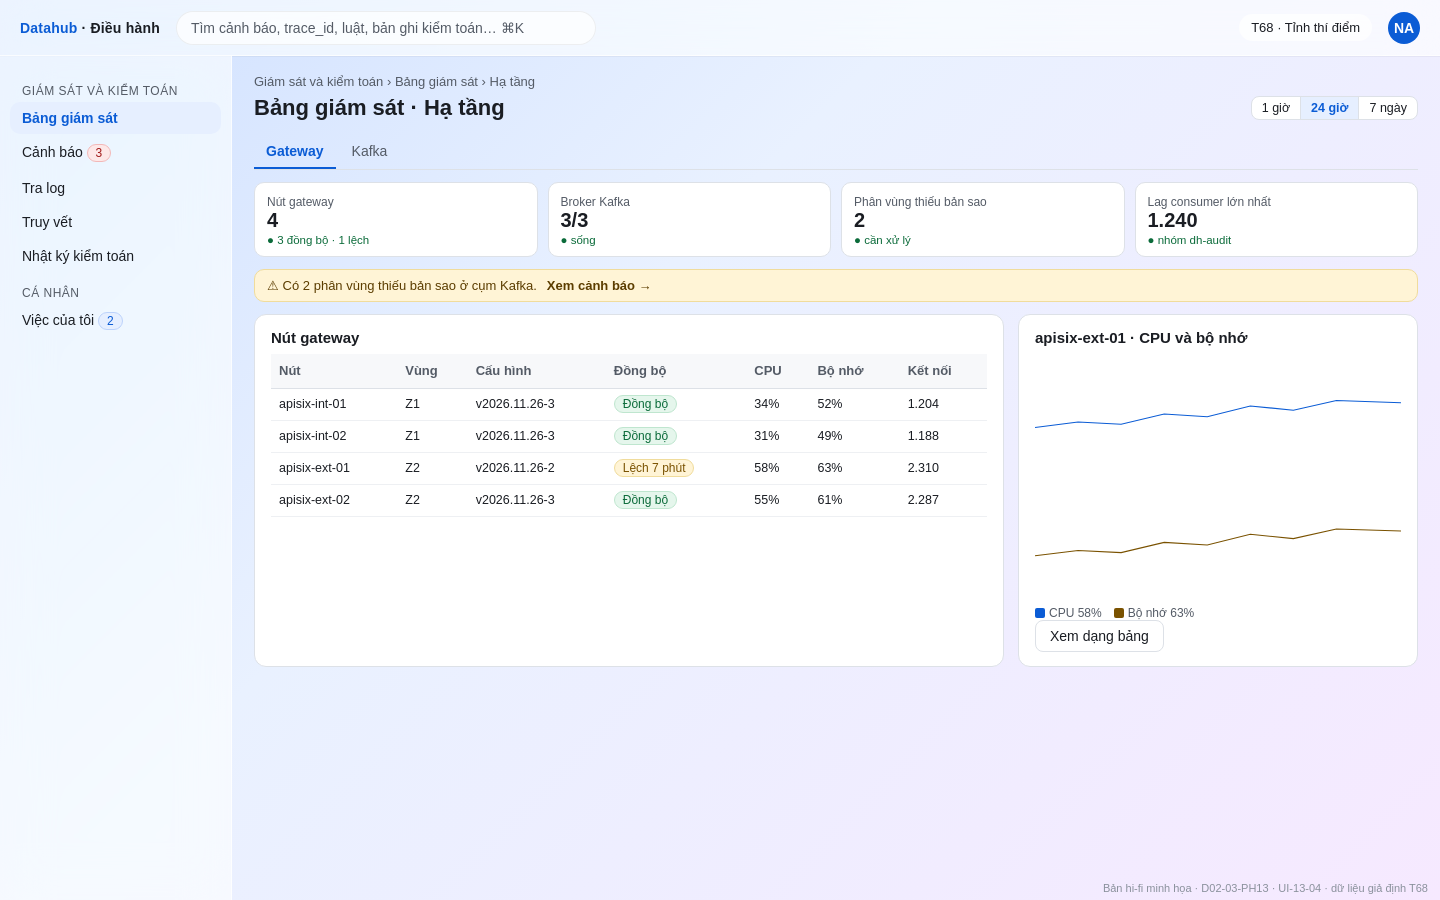 Datahub · Điều hành
Tìm cảnh báo, trace_id, luật, bản ghi kiểm toán… ⌘K
T68 · Tỉnh thí điểm
NA
GIÁM SÁT VÀ KIỂM TOÁN
Bảng giám sát
Cảnh báo 3
Tra log
Truy vết
Nhật ký kiểm toán
CÁ NHÂN
Việc của tôi 2
Giám sát và kiểm toán › Bảng giám sát › Hạ tầng
Bảng giám sát · Hạ tầng
1 giờ 24 giờ 7 ngày
Gateway Kafka
Nút gateway
4
● 3 đồng bộ · 1 lệch
Broker Kafka
3/3
● sống
Phân vùng thiếu bản sao
2
● cần xử lý
Lag consumer lớn nhất
1.240
● nhóm dh-audit
⚠ Có 2 phân vùng thiếu bản sao ở cụm Kafka. Xem cảnh báo →
Nút gateway
Nút Vùng Cấu hình Đồng bộ CPU Bộ nhớ Kết nối
apisix-int-01 Z1 v2026.11.26-3 Đồng bộ 34% 52% 1.204
apisix-int-02 Z1 v2026.11.26-3 Đồng bộ 31% 49% 1.188
apisix-ext-01 Z2 v2026.11.26-2 Lệch 7 phút 58% 63% 2.310
apisix-ext-02 Z2 v2026.11.26-3 Đồng bộ 55% 61% 2.287
apisix-ext-01 · CPU và bộ nhớ
CPU 58% Bộ nhớ 63%
Xem dạng bảng
Bản hi-fi minh họa · D02-03-PH13 · UI-13-04 · dữ liệu giả định T68